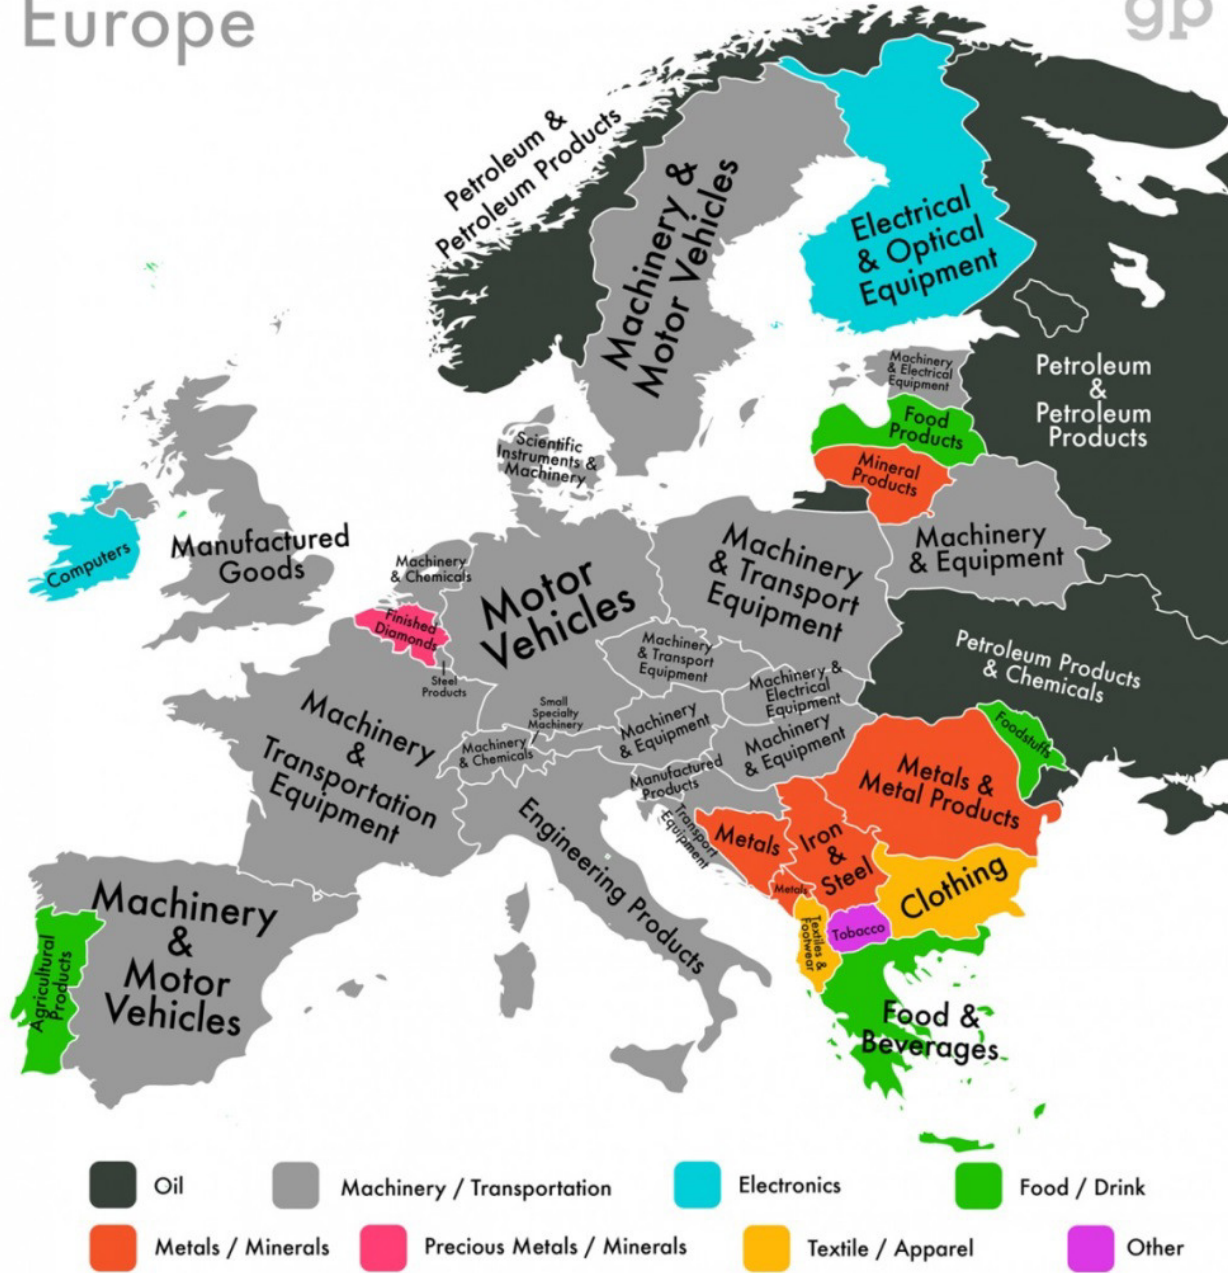 Europe
gp
Petroleum &
Petroleum Products
Machinery &
Motor Vehicles
Electrical
& Optical
Equipment
Petroleum
&
Petroleum
Products
Machinery
& Electrical
Equipment
Food
Products
Mineral
Products
Scientific
Instruments &
Machinery
Computers
Manufactured
Goods
Machinery
& Chemicals
Motor
Vehicles
Machinery
& Transport
Equipment
Machinery
& Equipment
Finished
Diamonds
Steel
Products
Machinery
& Transport
Equipment
Machinery &
Electrical
Equipment
Petroleum Products
& Chemicals
Machinery
&
Transportation
Equipment
Small
Specialty
Machinery
Machinery
& Chemicals
Machinery
& Equipment
Machinery
& Equipment
Foodstuffs
Manufactured
Products
Transport
Equipment
Metals &
Metal Products
Engineering Products
Metals
Iron
&
Steel
Metals
Clothing
Textiles &
Footwear
Tobacco
Machinery
&
Motor
Vehicles
Agricultural
Products
Food &
Beverages
Oil
Machinery / Transportation
Electronics
Food / Drink
Metals / Minerals
Precious Metals / Minerals
Textile / Apparel
Other